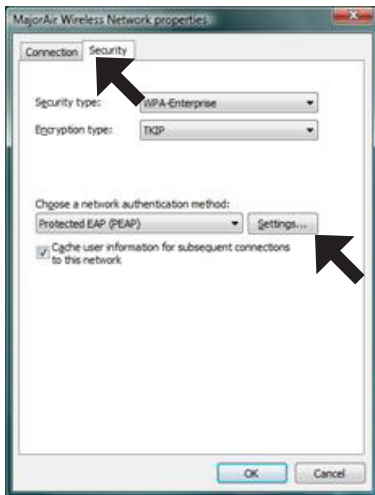 MajorAir Wireless Network properties
Connection Security
Security type: WPA-Enterprise
Encryption type: TKIP
Choose a network authentication method:
Protected EAP (PEAP) Settings...
Cache user information for subsequent connections
to this network
OK Cancel